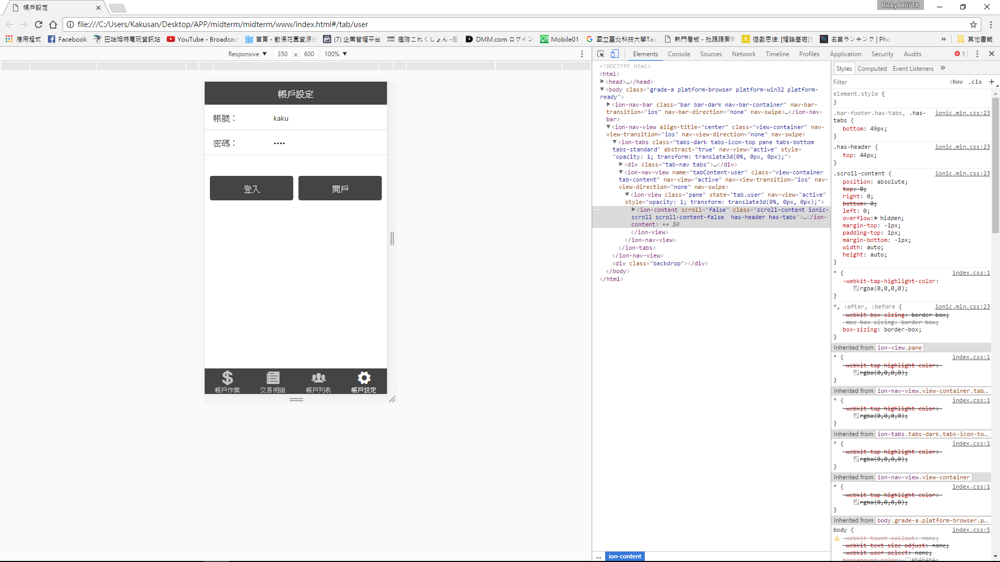 帳戶設定
Ricky840718
file:///C:/Users/Kakusan/Desktop/APP/midterm/midterm/www/index.html#/tab/user
應用程式 Facebook 巴哈姆特電玩資訊站 YouTube - Broadcast 首頁 - 動漫花園資源 (7) 企業管理平台 艦隊これくしょん -艦 DMM.com ログイン Mobile01 國立臺北科技大學Tai 熱門看板 - 批踢踢實 遊戲思維: [理論基礎] 名言ランキング | Pho » 其他書籤
Responsive ▼ 350 x 600 100% ▼
Elements Console Sources Network Timeline Profiles Application Security Audits 1
帳戶設定
帳號： kaku
密碼： ••••
登入 開戶
帳戶作業 交易明細 帳戶列表 帳戶設定
<!DOCTYPE html>
<html>
<head>…</head>
<body class="grade-a platform-browser platform-win32 platform-
ready">
<ion-nav-bar class="bar bar-dark nav-bar-container" nav-bar-
transition="ios" nav-bar-direction="none" nav-swipe>…</ion-nav-
bar>
<ion-nav-view align-title="center" class="view-container" nav-
view-transition="ios" nav-view-direction="none" nav-swipe>
<ion-tabs class="tabs-dark tabs-icon-top pane tabs-bottom
tabs-standard" abstract="true" nav-view="active" style=
"opacity: 1; transform: translate3d(0%, 0px, 0px);">
<div class="tab-nav tabs">…</div>
<ion-nav-view name="tabContent-user" class="view-container
tab-content" nav-view="active" nav-view-transition="ios" nav-
view-direction="none" nav-swipe>
<ion-view class="pane" state="tab.user" nav-view="active"
style="opacity: 1; transform: translate3d(0%, 0px, 0px);">
<ion-content scroll="false" class="scroll-content ionic-
scroll scroll-content-false  has-header has-tabs">…</ion-
content> == $0
</ion-view>
</ion-nav-view>
</ion-tabs>
</ion-nav-view>
<div class="backdrop"></div>
</body>
</html>
... ion-content
Styles Computed Event Listeners »
Filter :hov .cls +
element.style {
}
.bar-footer.has-tabs, .has- ionic.min.css:23
tabs {
bottom: 49px;
}
.has-header { ionic.min.css:23
top: 44px;
}
.scroll-content { ionic.min.css:23
position: absolute;
top: 0;
right: 0;
bottom: 0;
left: 0;
overflow: hidden;
margin-top: -1px;
padding-top: 1px;
margin-bottom: -1px;
width: auto;
height: auto;
}
* { index.css:1
-webkit-tap-highlight-color:
rgba(0,0,0,0);
}
*, :after, :before { ionic.min.css:23
-webkit-box-sizing: border-box;
-moz-box-sizing: border-box;
box-sizing: border-box;
}
Inherited from ion-view.pane
* { index.css:1
-webkit-tap-highlight-color:
rgba(0,0,0,0);
}
Inherited from ion-nav-view.view-container.tab…
* { index.css:1
-webkit-tap-highlight-color:
rgba(0,0,0,0);
}
Inherited from ion-tabs.tabs-dark.tabs-icon-to…
* { index.css:1
-webkit-tap-highlight-color:
rgba(0,0,0,0);
}
Inherited from ion-nav-view.view-container
* { index.css:1
-webkit-tap-highlight-color:
rgba(0,0,0,0);
}
Inherited from body.grade-a.platform-browser.p…
body { index.css:5
-webkit-touch-callout: none;
-webkit-text-size-adjust: none;
-webkit-user-select: none;
background-color: #E4E4E4;